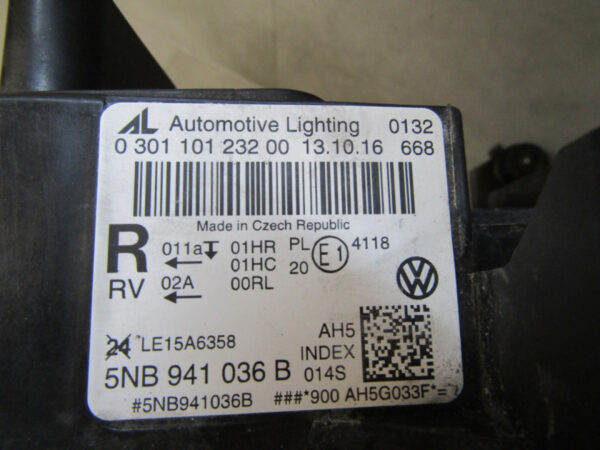 AL Automotive Lighting 0132
0 301 101 232 00 13.10.16 668
Made in Czech Republic
R 011a 01HR PL E1 4118
01HC 20
RV 02A 00RL
24 LE15A6358 AH5
INDEX
5NB 941 036 B 014S
#5NB941036B ###*900 AH5G033F*=